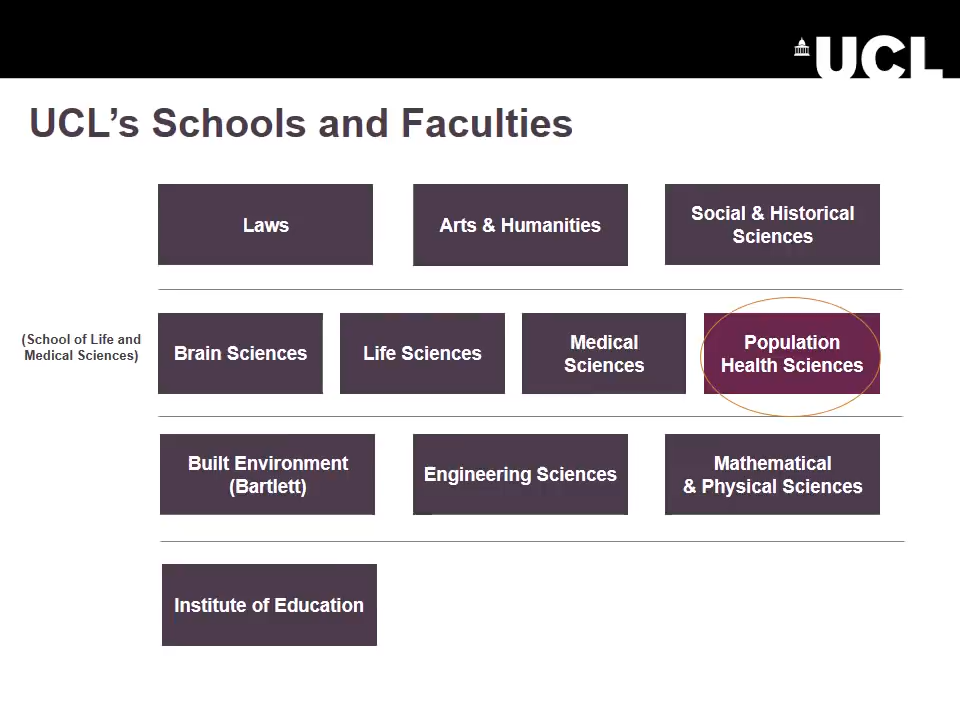 UCL
UCL’s Schools and Faculties
Laws
Arts & Humanities
Social & Historical
Sciences
(School of Life and
Medical Sciences)
Brain Sciences
Life Sciences
Medical
Sciences
Population
Health Sciences
Built Environment
(Bartlett)
Engineering Sciences
Mathematical
& Physical Sciences
Institute of Education